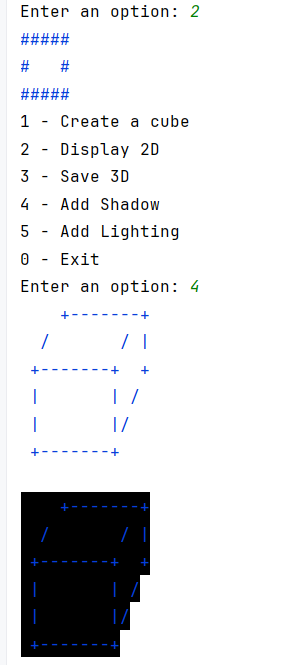 Enter an option: 2
#####
#   #
#####
1 - Create a cube
2 - Display 2D
3 - Save 3D
4 - Add Shadow
5 - Add Lighting
0 - Exit
Enter an option: 4
    +-------+
  /       / |
 +-------+  +
 |       | /
 |       |/
 +-------+

    +-------+
  /       / |
 +-------+  +
 |       | /
 |       |/
 +-------+